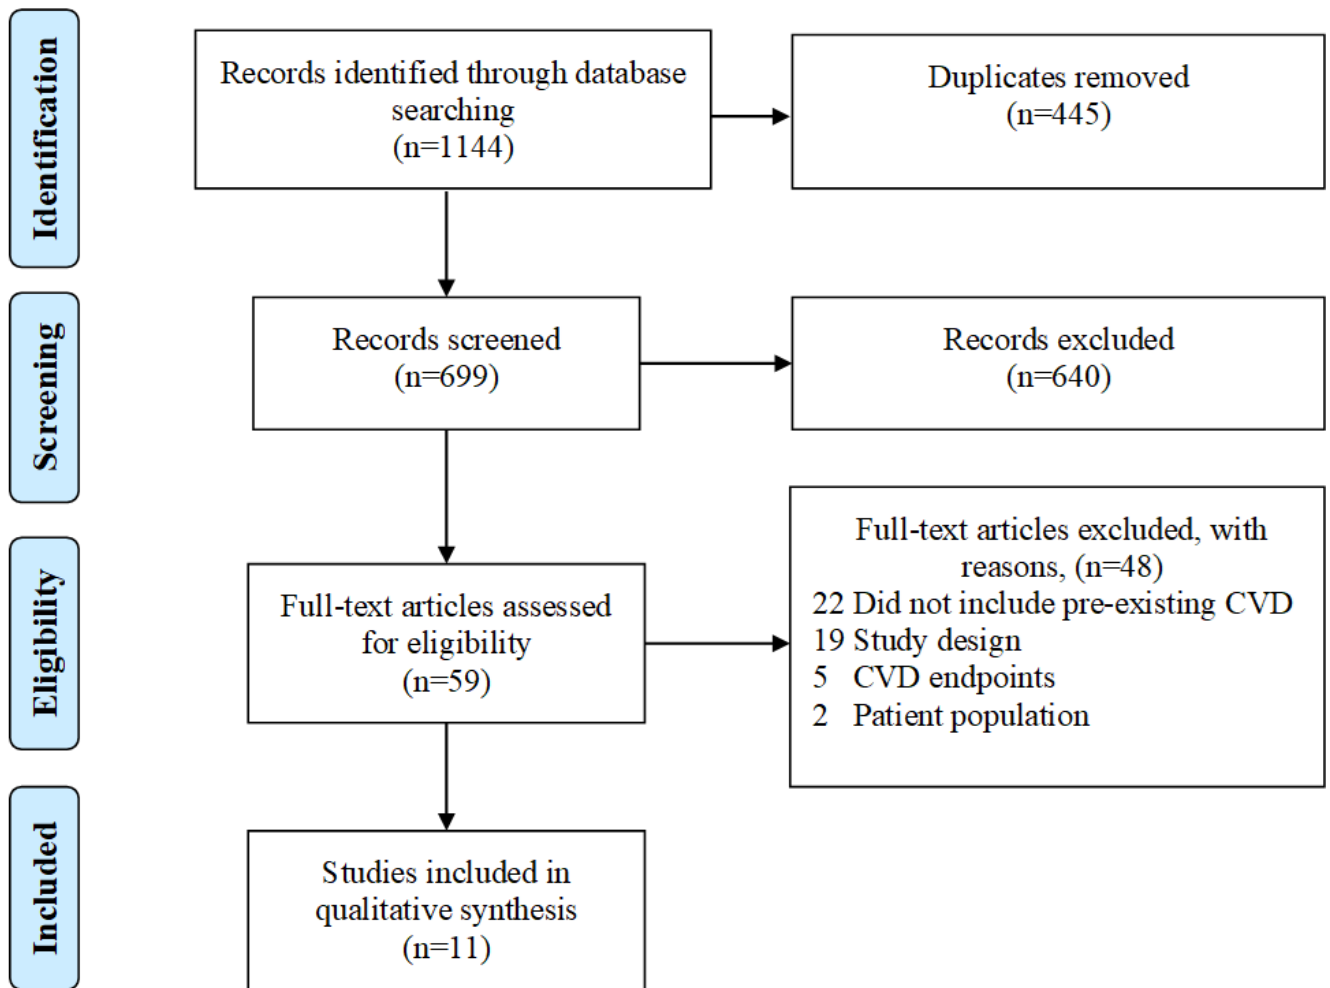 Identification
Records identified through database
searching
(n=1144)
Duplicates removed
(n=445)
Screening
Records screened
(n=699)
Records excluded
(n=640)
Eligibility
Full-text articles assessed
for eligibility
(n=59)
Full-text articles excluded, with
reasons, (n=48)
22 Did not include pre-existing CVD
19 Study design
5 CVD endpoints
2 Patient population
Included
Studies included in
qualitative synthesis
(n=11)